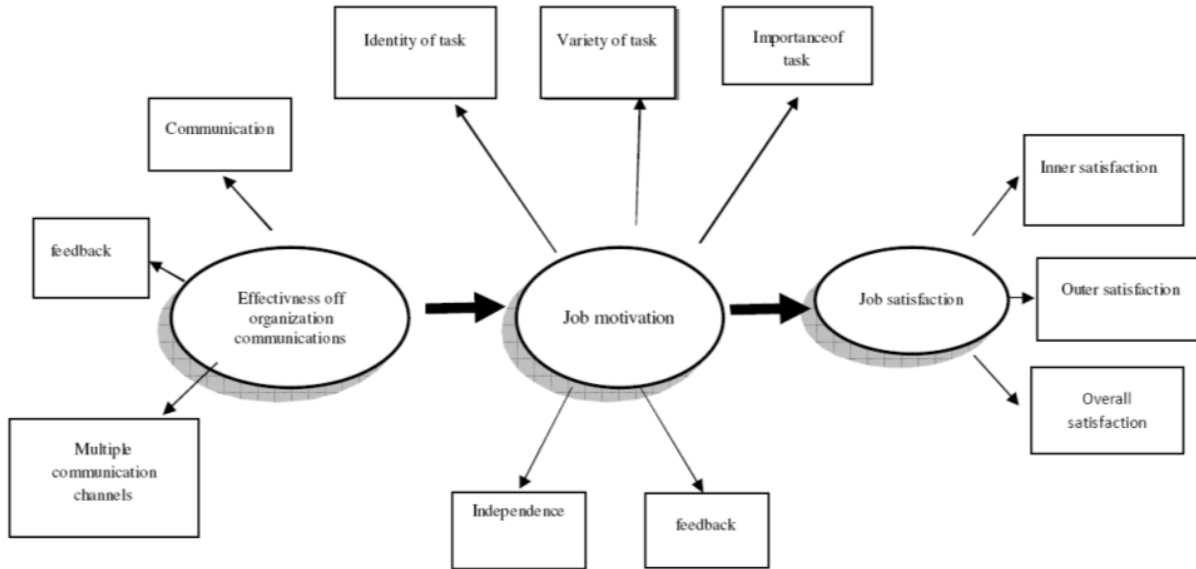 Identity of task
Variety of task
Importanceof
task
Communication
Inner satisfaction
feedback
Outer satisfaction
Effectivness off
organization
communications
Job motivation
Job satisfaction
Overall
satisfaction
Multiple
communication
channels
Independence
feedback